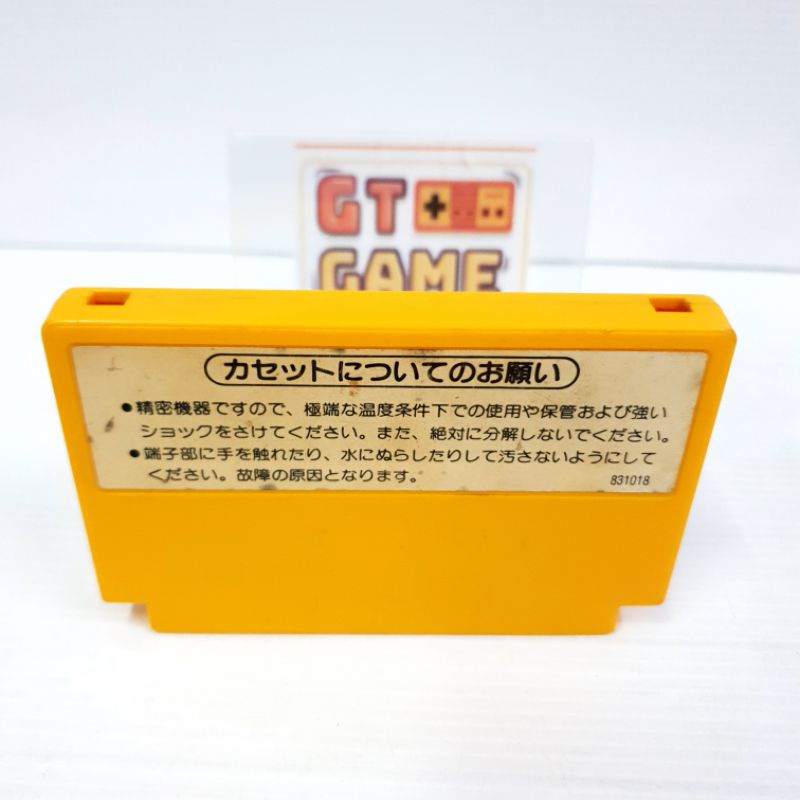 GT
GAME
カセットについてのお願い
●精密機器ですので、極端な温度条件下での使用や保管および強い
ショックをさけてください。また、絶対に分解しないでください。
●端子部に手を触れたり、水にぬらしたりして汚さないようにして
ください。故障の原因となります。
831018